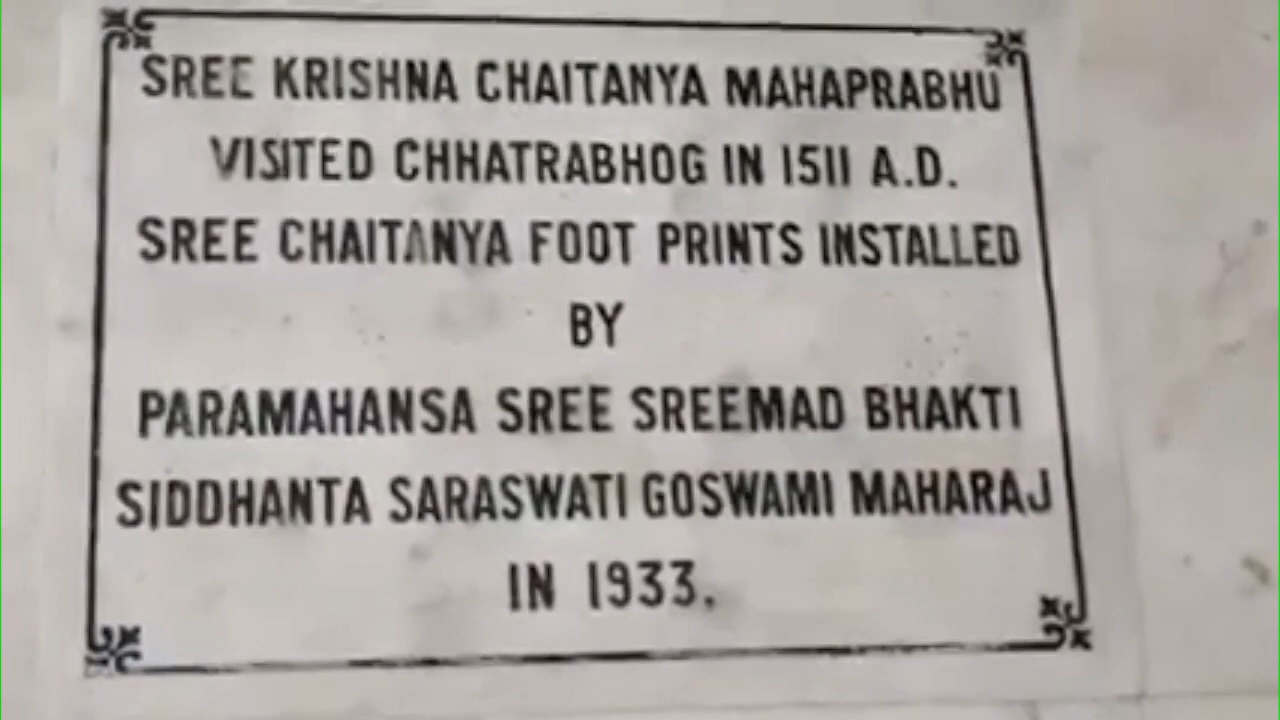 SREE KRISHNA CHAITANYA MAHAPRABHU
VISITED CHHATRABHOG IN 1511 A.D.
SREE CHAITANYA FOOT PRINTS INSTALLED
BY
PARAMAHANSA SREE SREEMAD BHAKTI
SIDDHANTA SARASWATI GOSWAMI MAHARAJ
IN 1933.